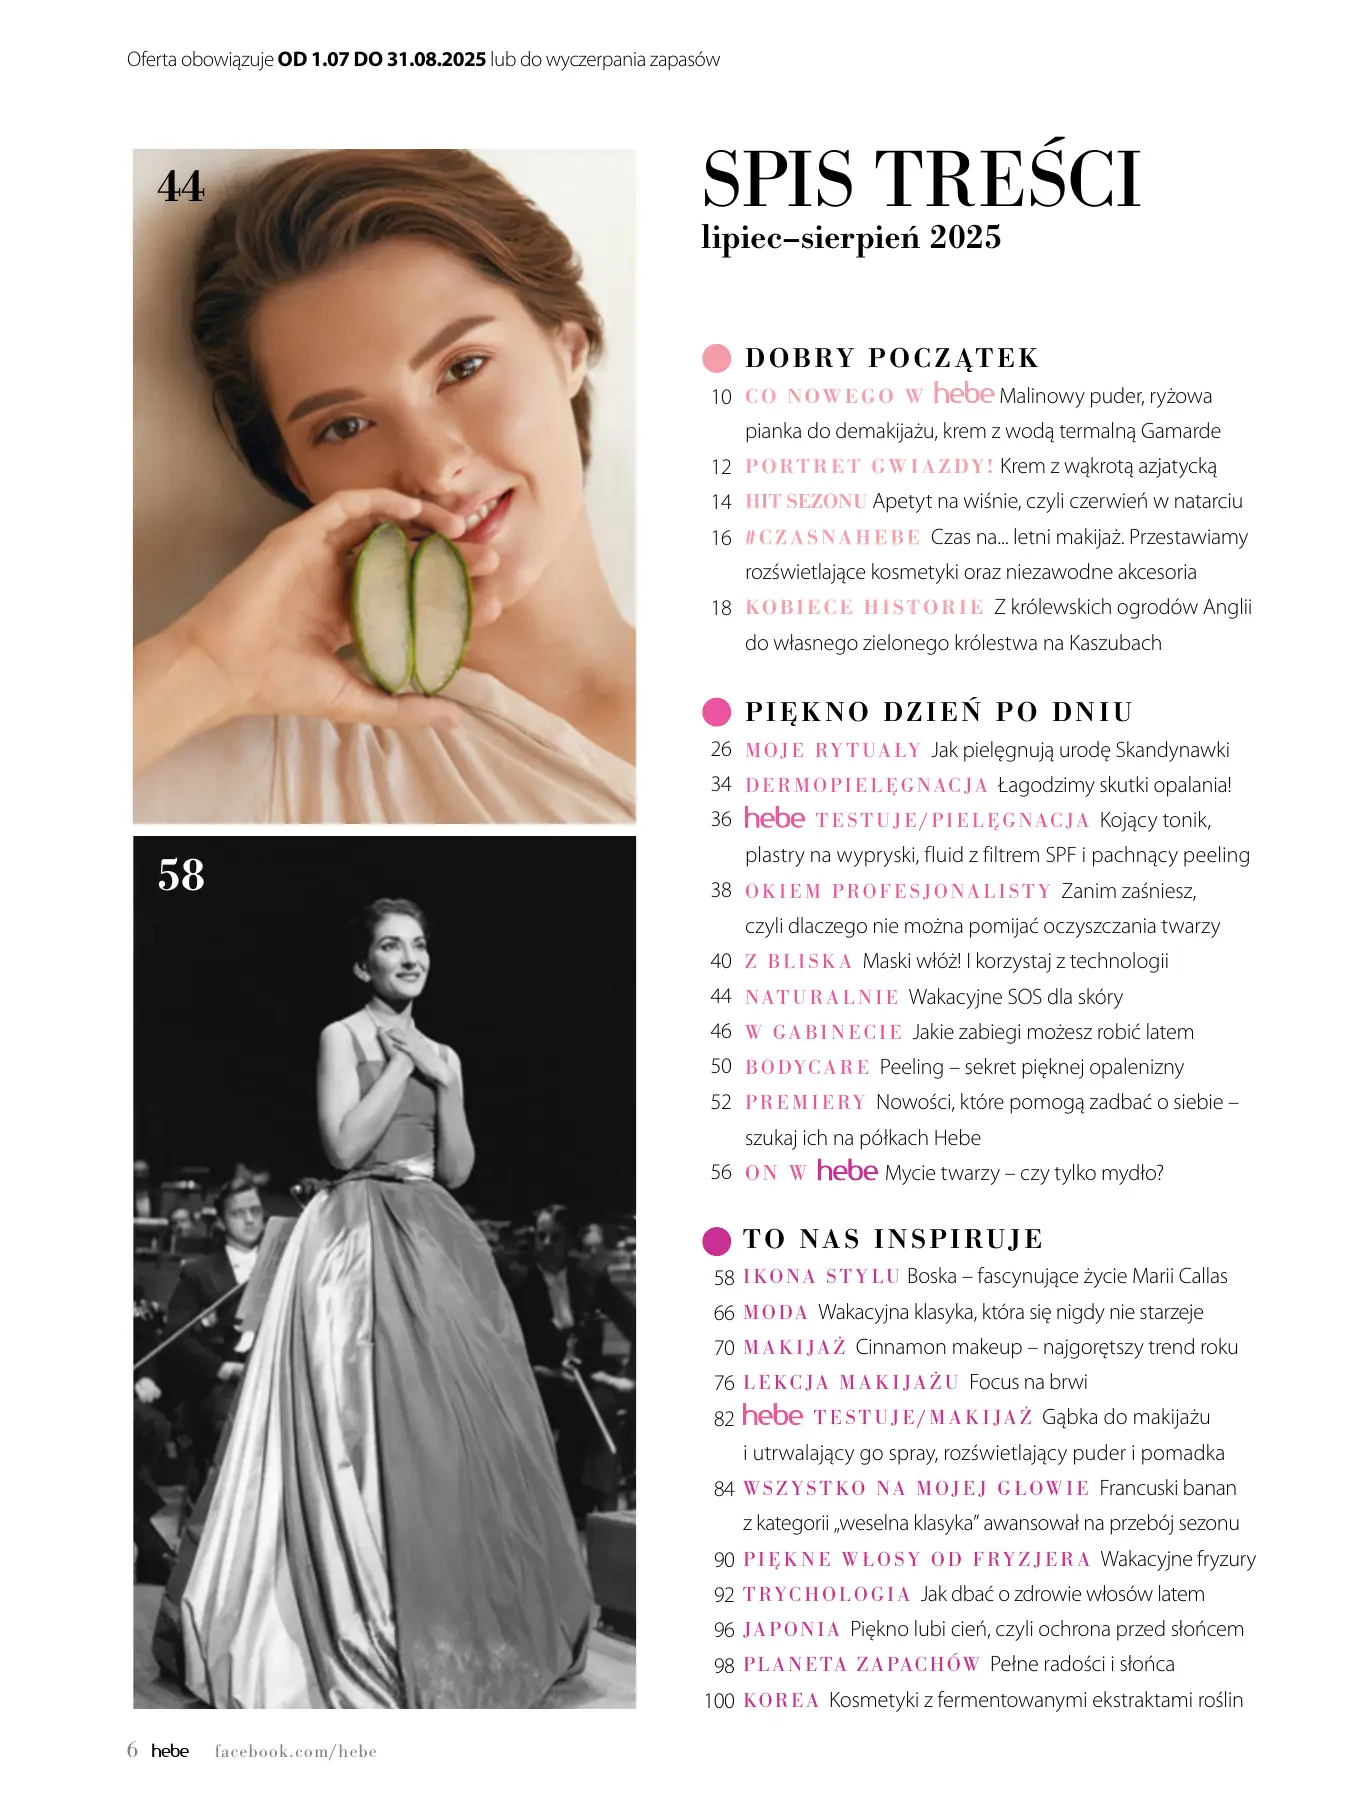 Oferta obowiązuje OD 1.07 DO 31.08.2025 lub do wyczerpania zapasów
44
58
SPIS TREŚCI
lipiec–sierpień 2025
DOBRY POCZĄTEK
10 CO NOWEGO W hebe Malinowy puder, ryżowa
pianka do demakijażu, krem z wodą termalną Gamarde
12 PORTRET GWIAZDY! Krem z wąkrotą azjatycką
14 HIT SEZONU Apetyt na wiśnie, czyli czerwień w natarciu
16 #CZASNAHEBE Czas na... letni makijaż. Przestawiamy
rozświetlające kosmetyki oraz niezawodne akcesoria
18 KOBIECE HISTORIE Z królewskich ogrodów Anglii
do własnego zielonego królestwa na Kaszubach
PIĘKNO DZIEŃ PO DNIU
26 MOJE RYTUAŁY Jak pielęgnują urodę Skandynawki
34 DERMOPIELĘGNACJA Łagodzimy skutki opalania!
36 hebe TESTUJE/PIELĘGNACJA Kojący tonik,
plastry na wypryski, fluid z filtrem SPF i pachnący peeling
38 OKIEM PROFESJONALISTY Zanim zaśniesz,
czyli dlaczego nie można pomijać oczyszczania twarzy
40 Z BLISKA Maski włóż! I korzystaj z technologii
44 NATURALNIE Wakacyjne SOS dla skóry
46 W GABINECIE Jakie zabiegi możesz robić latem
50 BODYCARE Peeling – sekret pięknej opalenizny
52 PREMIERY Nowości, które pomogą zadbać o siebie –
szukaj ich na półkach Hebe
56 ON W hebe Mycie twarzy – czy tylko mydło?
TO NAS INSPIRUJE
58 IKONA STYLU Boska – fascynujące życie Marii Callas
66 MODA Wakacyjna klasyka, która się nigdy nie starzeje
70 MAKIJAŻ Cinnamon makeup – najgorętszy trend roku
76 LEKCJA MAKIJAŻU Focus na brwi
82 hebe TESTUJE/MAKIJAŻ Gąbka do makijażu
i utrwalający go spray, rozświetlający puder i pomadka
84 WSZYSTKO NA MOJEJ GŁOWIE Francuski banan
z kategorii „weselna klasyka” awansował na przebój sezonu
90 PIĘKNE WŁOSY OD FRYZJERA Wakacyjne fryzury
92 TRYCHOLOGIA Jak dbać o zdrowie włosów latem
96 JAPONIA Piękno lubi cień, czyli ochrona przed słońcem
98 PLANETA ZAPACHÓW Pełne radości i słońca
100 KOREA Kosmetyki z fermentowanymi ekstraktami roślin
6 hebe facebook.com/hebe